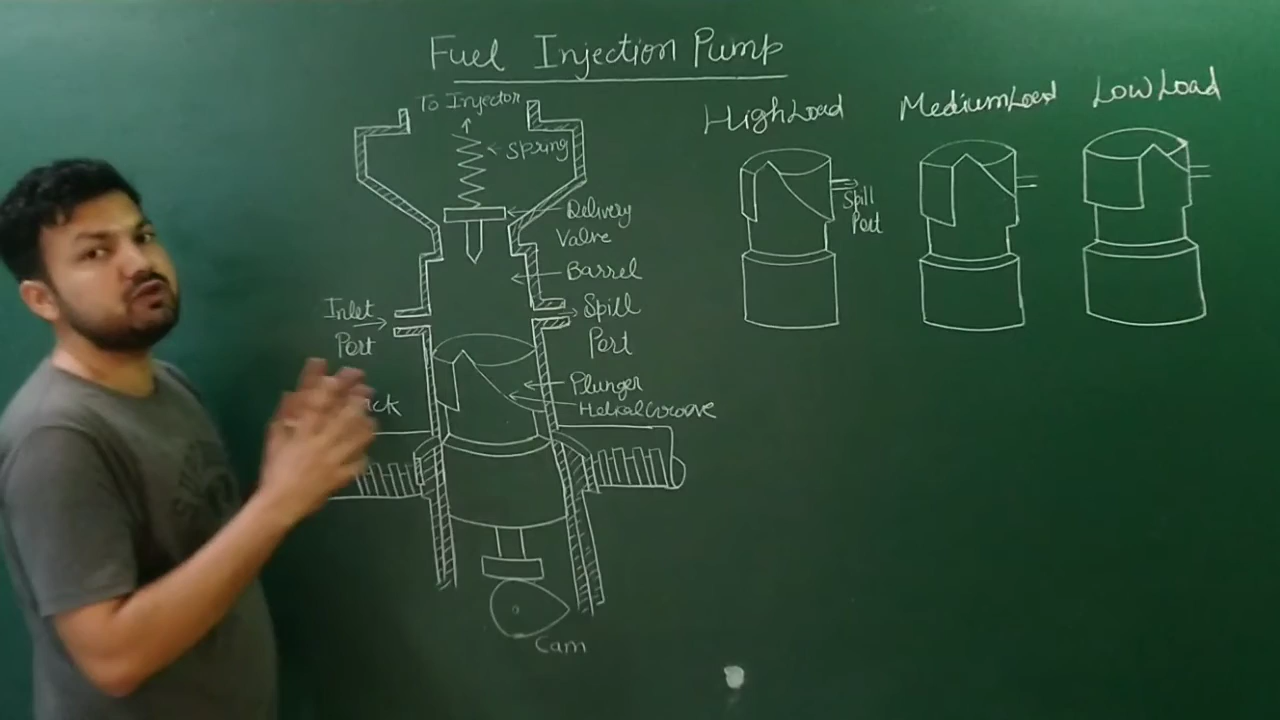 Fuel Injection Pump
To Injector
Spring
Delivery
Valve
Barrel
Inlet
Port
Spill
Port
Plunger
Helical Groove
Cam
High Load
Spill
Port
Medium Load
Low Load